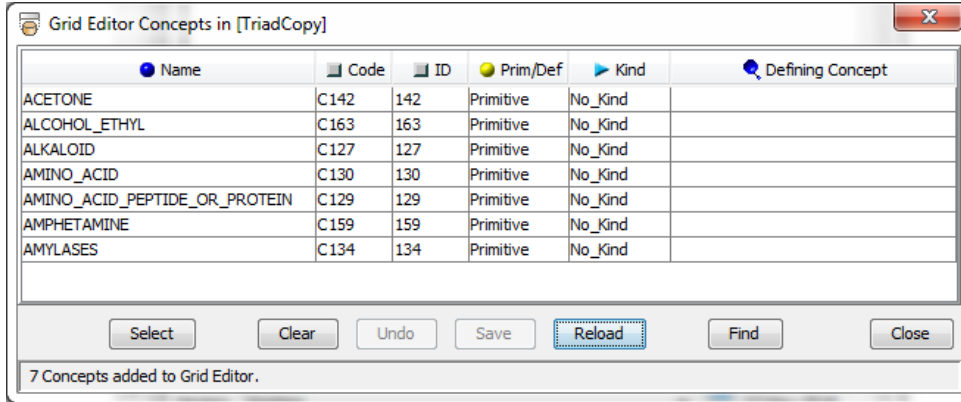 Grid Editor Concepts in [TriadCopy]
Name Code ID Prim/Def Kind Defining Concept
ACETONE C142 142 Primitive No_Kind
ALCOHOL_ETHYL C163 163 Primitive No_Kind
ALKALOID C127 127 Primitive No_Kind
AMINO_ACID C130 130 Primitive No_Kind
AMINO_ACID_PEPTIDE_OR_PROTEIN C129 129 Primitive No_Kind
AMPHETAMINE C159 159 Primitive No_Kind
AMYLASES C134 134 Primitive No_Kind
Select Clear Undo Save Reload Find Close
7 Concepts added to Grid Editor.